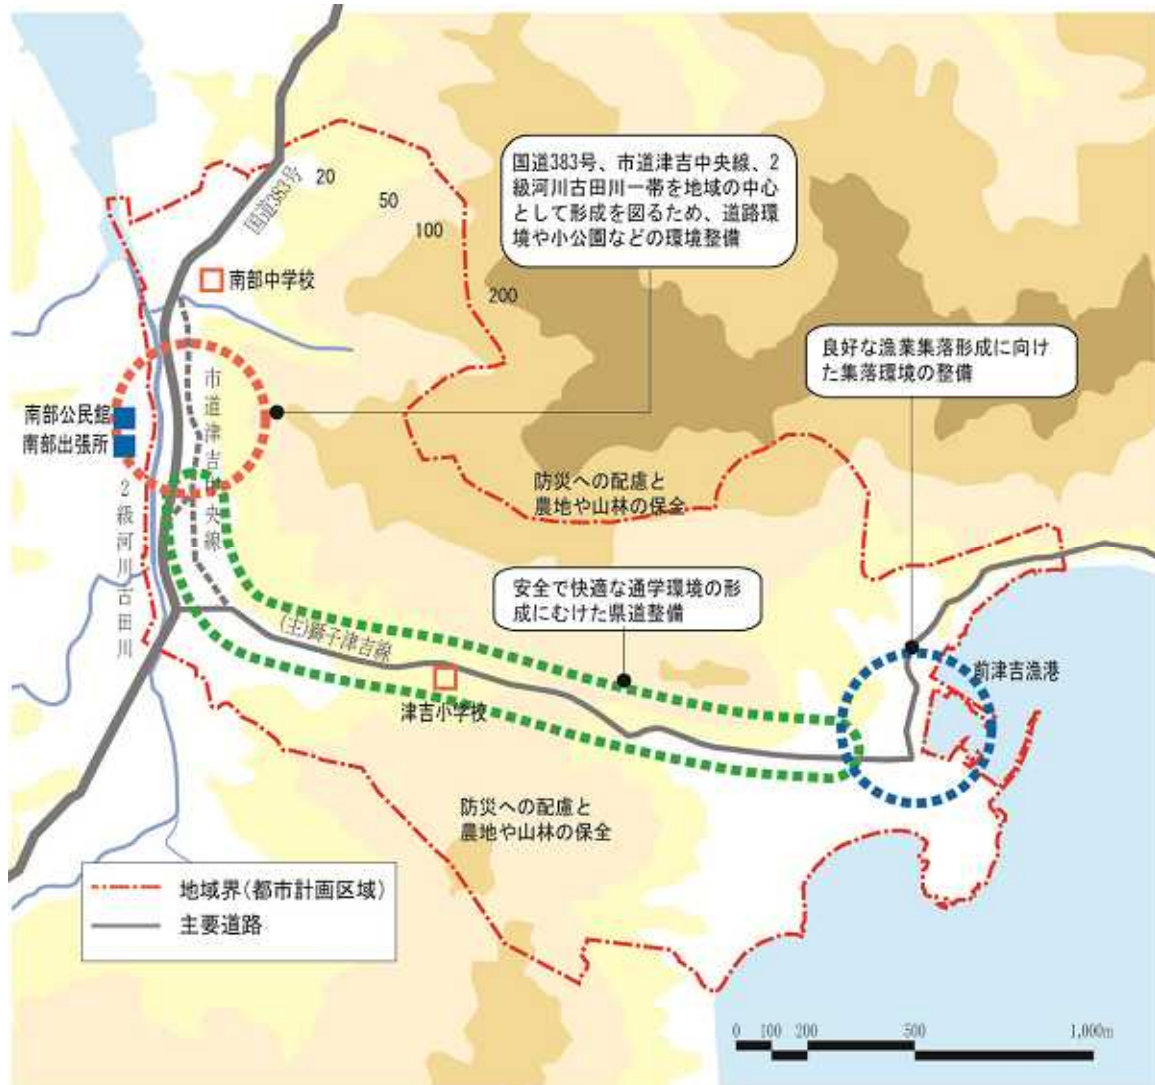 国道383号、市道津吉中央線、2
級河川古田川一帯を地域の中心
として形成を図るため、道路環
境や小公園などの環境整備
国道383号
20
50
100
200
南部中学校
良好な漁業集落形成に向け
た集落環境の整備
市道津吉中央線
南部公民館
南部出張所
2級河川古田川
防災への配慮と
農地や山林の保全
安全で快適な通学環境の形
成にむけた県道整備
(主)獅子津吉線
前津吉漁港
津吉小学校
防災への配慮と
農地や山林の保全
地域界(都市計画区域)
主要道路
0 100 200 500 1,000m